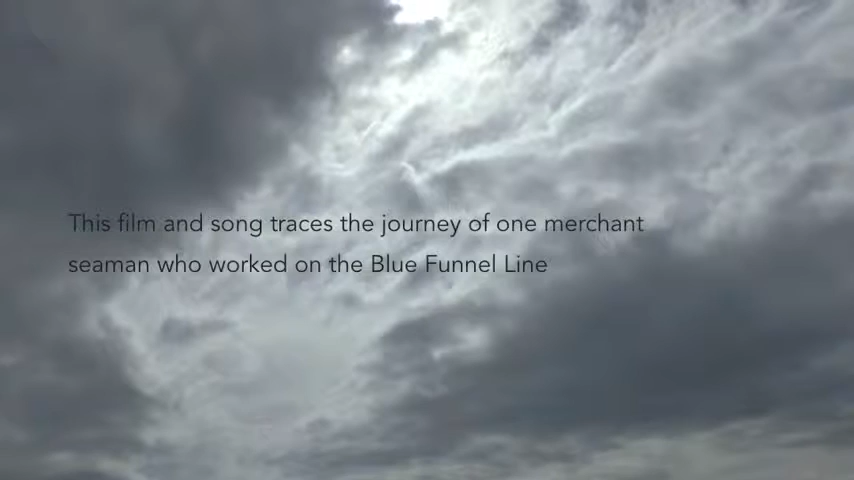 This film and song traces the journey of one merchant
seaman who worked on the Blue Funnel Line